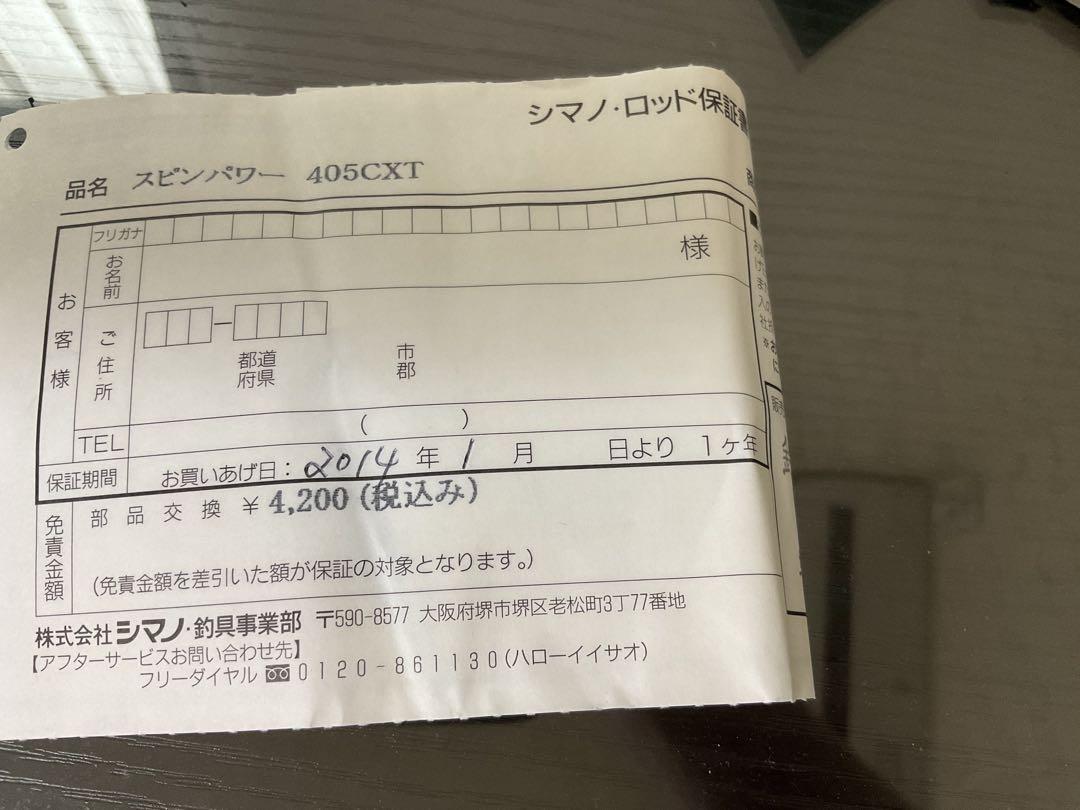 シマノ・ロッド保証書
品名 スピンパワー 405CXT
フリガナ
お名前
様
お客様
ご住所
都道府県
市郡
TEL ( )
保証期間 お買いあげ日:2014年1月 日より 1ヶ年
免責金額
部品交換 ¥4,200(税込み)
(免責金額を差引いた額が保証の対象となります。)
株式会社シマノ・釣具事業部 〒590-8577 大阪府堺市堺区老松町3丁77番地
【アフターサービスお問い合わせ先】
フリーダイヤル 0120-861130(ハローイイサオ)